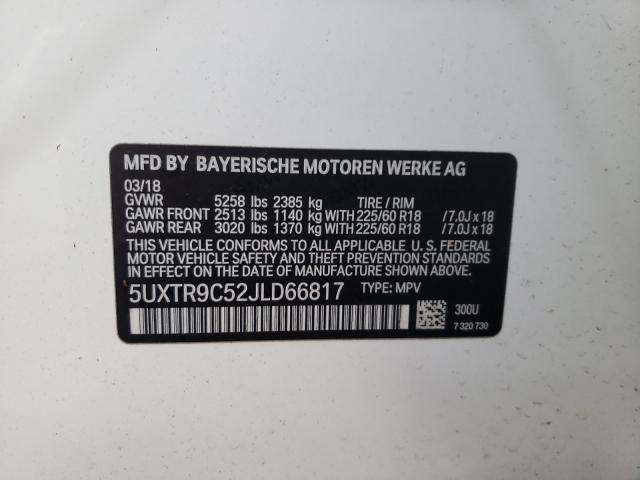 MFD BY BAYERISCHE MOTOREN WERKE AG
03/18
GVWR 5258 lbs 2385 kg TIRE / RIM
GAWR FRONT 2513 lbs 1140 kg WITH 225/60 R18 /7.0J x 18
GAWR REAR 3020 lbs 1370 kg WITH 225/60 R18 /7.0J x 18
THIS VEHICLE CONFORMS TO ALL APPLICABLE U. S. FEDERAL
MOTOR VEHICLE SAFETY AND THEFT PREVENTION STANDARDS
IN EFFECT ON THE DATE OF MANUFACTURE SHOWN ABOVE.
5UXTR9C52JLD66817 TYPE: MPV
300U
7 320 730